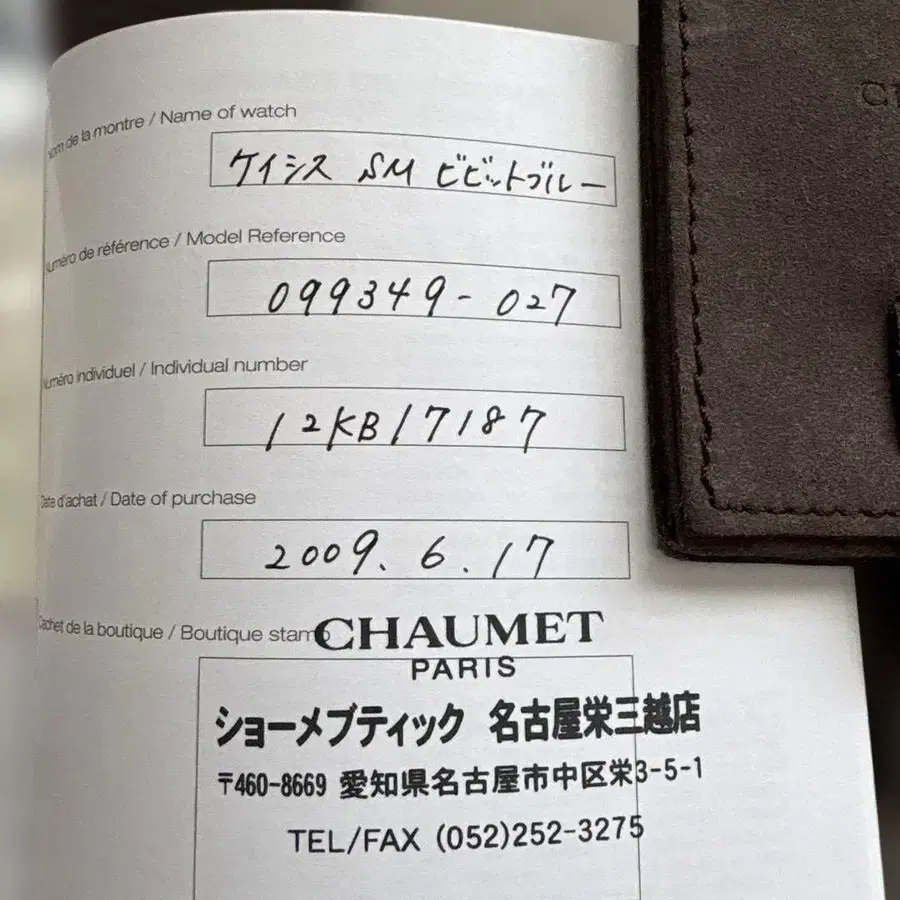 Nom de la montre / Name of watch
ケイシス SM ビビットブルー
Numéro de référence / Model Reference
099349-027
Numéro individuel / Individual number
12KB17187
Date d'achat / Date of purchase
2009. 6. 17
Cachet de la boutique / Boutique stamp
CHAUMET
PARIS
ショーメブティック 名古屋栄三越店
〒460-8669 愛知県名古屋市中区栄3-5-1
TEL/FAX (052)252-3275